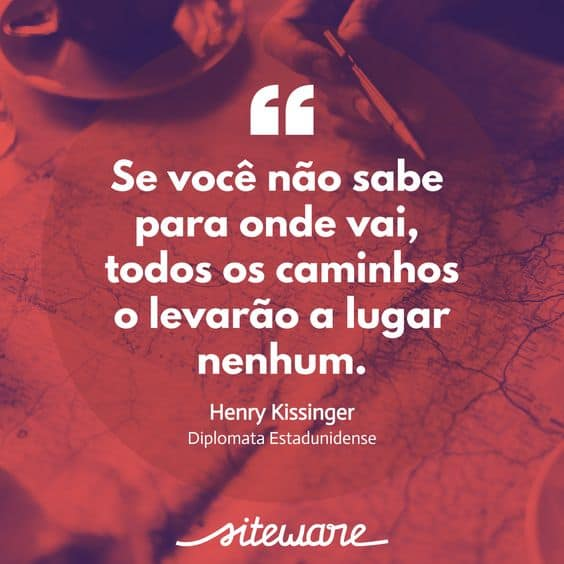 “
Se você não sabe
para onde vai,
todos os caminhos
o levarão a lugar
nenhum.
Henry Kissinger
Diplomata Estadunidense
siteware